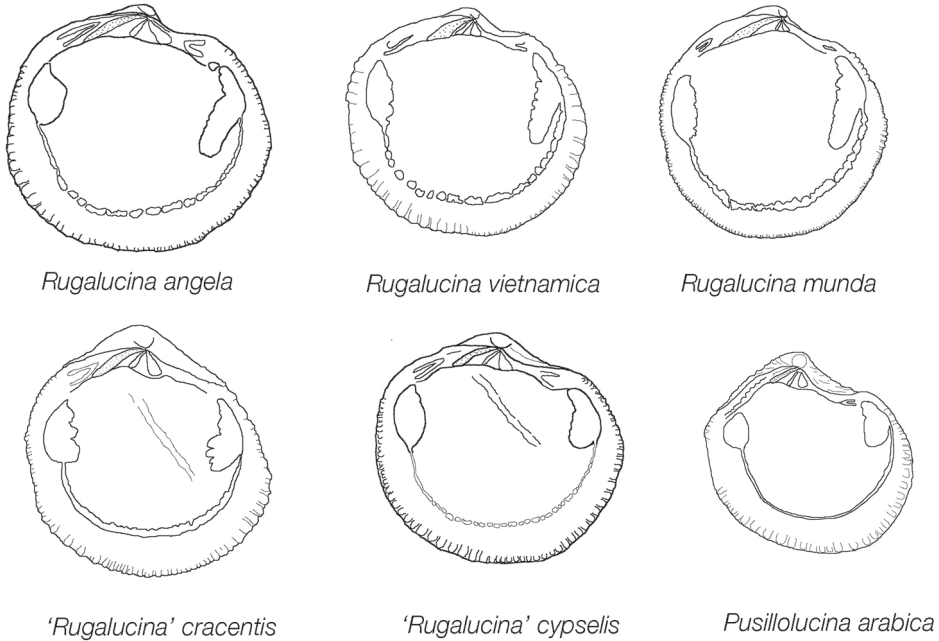 Rugalucina angela
Rugalucina vietnamica
Rugalucina munda
‘Rugalucina’ cracentis
‘Rugalucina’ cypselis
Pusillolucina arabica